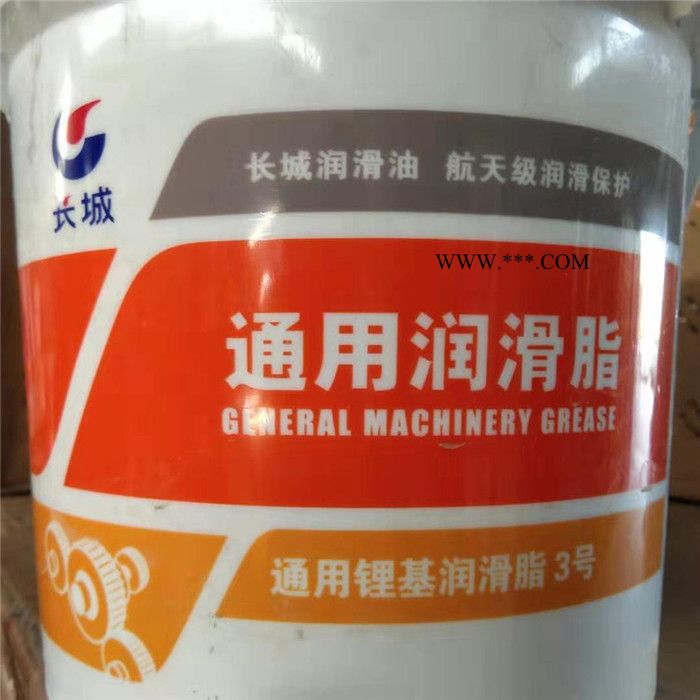 长城
长城润滑油 航天级润滑保护
WWW.***.COM
通用润滑脂
GENERAL MACHINERY GREASE
通用锂基润滑脂 3号